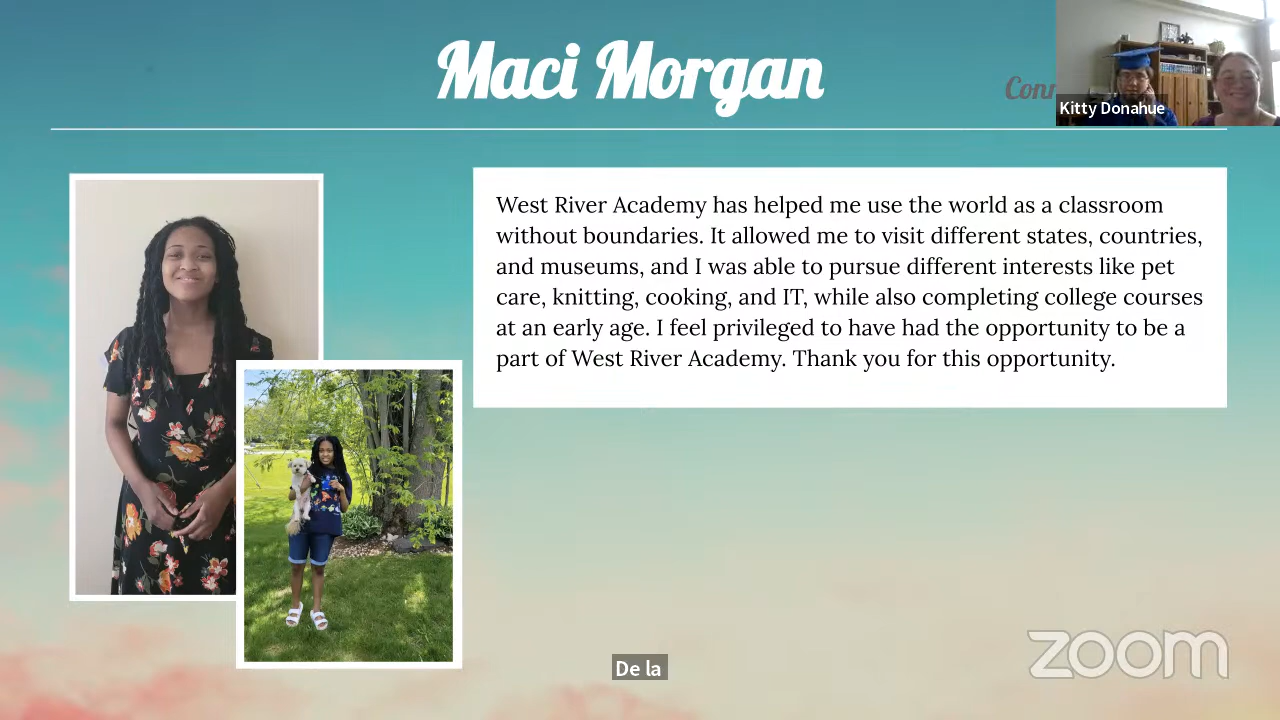 Maci Morgan
Kitty Donahue
West River Academy has helped me use the world as a classroom
without boundaries. It allowed me to visit different states, countries,
and museums, and I was able to pursue different interests like pet
care, knitting, cooking, and IT, while also completing college courses
at an early age. I feel privileged to have had the opportunity to be a
part of West River Academy. Thank you for this opportunity.
De la
zoom